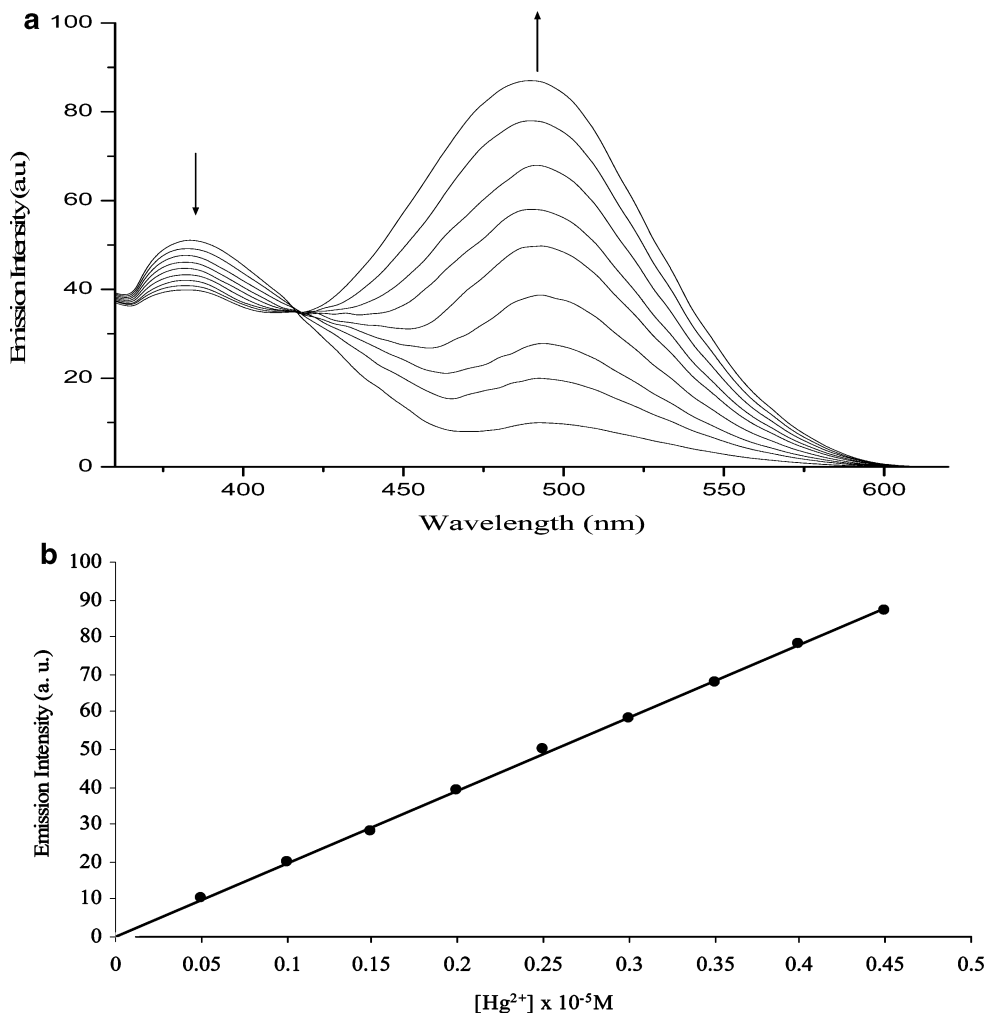 a
100
80
60
40
20
0
Emission Intensity (a.u.)
400 450 500 550 600
Wavelength (nm)
b
100
90
80
70
60
50
40
30
20
10
0
Emission Intensity (a. u.)
0 0.05 0.1 0.15 0.2 0.25 0.3 0.35 0.4 0.45 0.5
[Hg²⁺] x 10⁻⁵M